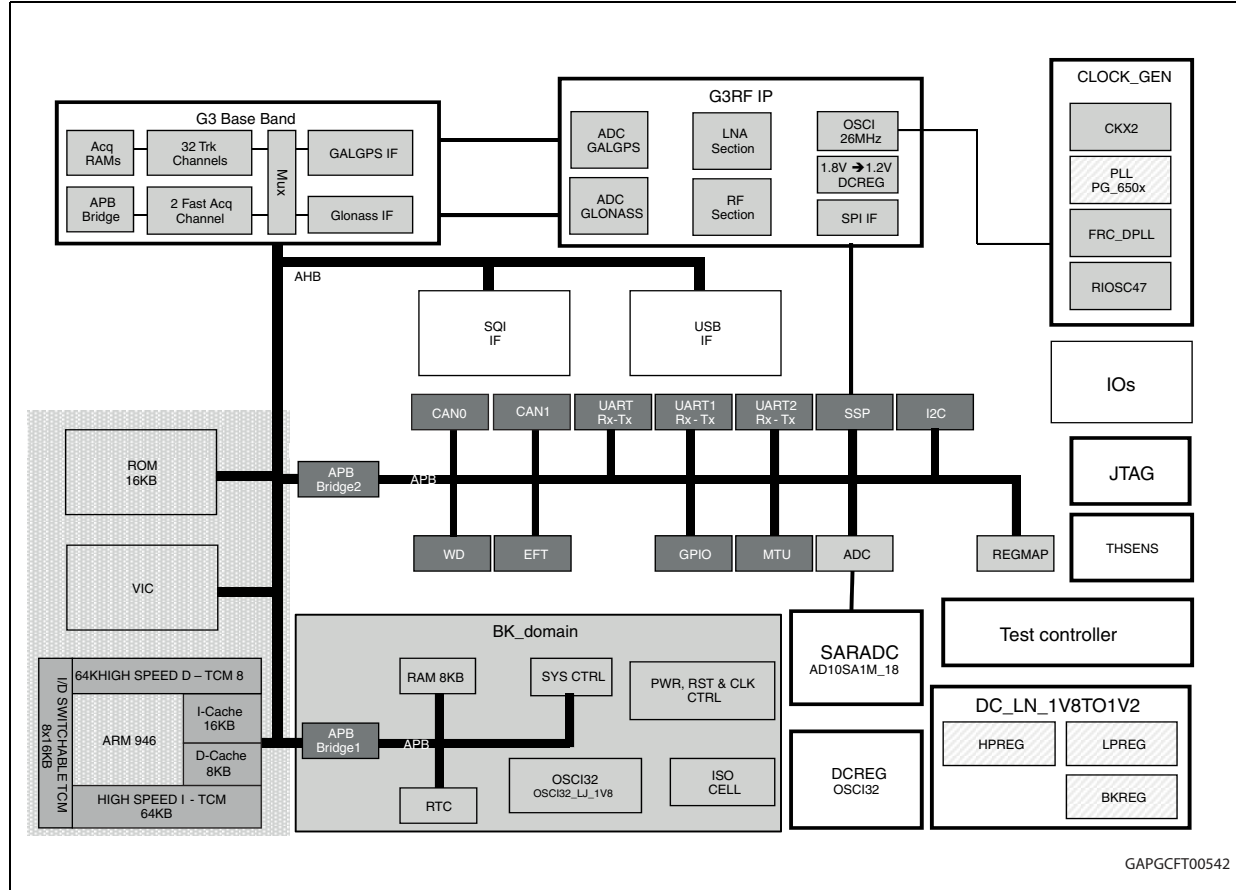 G3 Base Band
Acq
RAMs
32 Trk
Channels
Mux
GALGPS IF
APB
Bridge
2 Fast Acq
Channel
Glonass IF
G3RF IP
ADC
GALGPS
LNA
Section
OSCI
26MHz
1.8V ➔1.2V
DCREG
ADC
GLONASS
RF
Section
SPI IF
CLOCK_GEN
CKX2
PLL
PG_650x
FRC_DPLL
RIOSC47
AHB
SQI
IF
USB
IF
IOs
CAN0
CAN1
UART
Rx-Tx
UART1
Rx - Tx
UART2
Rx - Tx
SSP
I2C
ROM
16KB
APB
Bridge2
APB
JTAG
WD
EFT
GPIO
MTU
ADC
REGMAP
THSENS
VIC
BK_domain
RAM 8KB
SYS CTRL
PWR, RST & CLK
CTRL
SARADC
AD10SA1M_18
Test controller
I/D SWITCHABLE TCM
8x16KB
64KHIGH SPEED D – TCM 8
ARM 946
I-Cache
16KB
D-Cache
8KB
HIGH SPEED I - TCM
64KB
APB
Bridge1
APB
RTC
OSCI32
OSCI32_LJ_1V8
ISO
CELL
DCREG
OSCI32
DC_LN_1V8TO1V2
HPREG
LPREG
BKREG
GAPGCFT00542